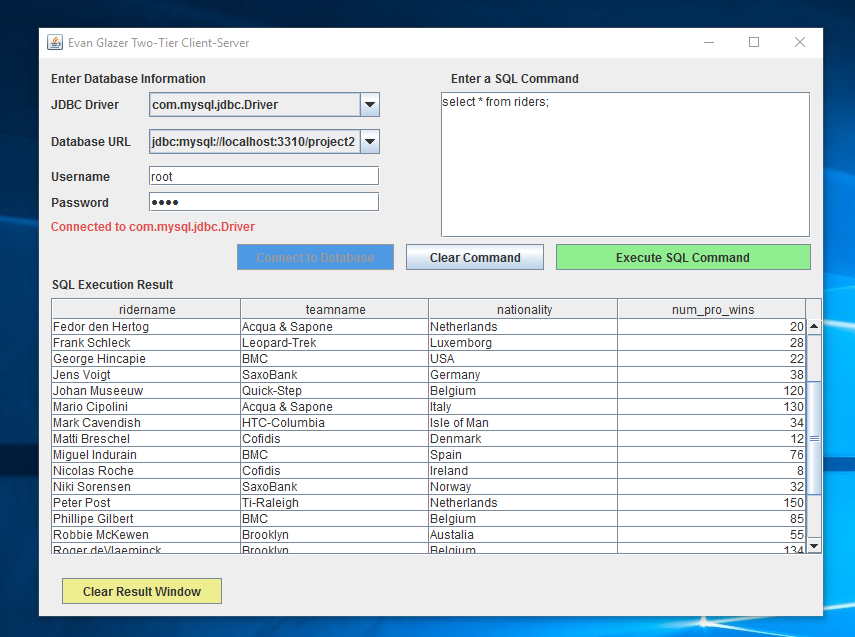 Evan Glazer Two-Tier Client-Server
Enter Database Information
Enter a SQL Command
JDBC Driver com.mysql.jdbc.Driver
select * from riders;
Database URL jdbc:mysql://localhost:3310/project2
Username root
Password ••••
Connected to com.mysql.jdbc.Driver
Connect to Database Clear Command Execute SQL Command
SQL Execution Result
ridername teamname nationality num_pro_wins
Fedor den Hertog Acqua & Sapone Netherlands 20
Frank Schleck Leopard-Trek Luxemborg 28
George Hincapie BMC USA 22
Jens Voigt SaxoBank Germany 38
Johan Museeuw Quick-Step Belgium 120
Mario Cipolini Acqua & Sapone Italy 130
Mark Cavendish HTC-Columbia Isle of Man 34
Matti Breschel Cofidis Denmark 12
Miguel Indurain BMC Spain 76
Nicolas Roche Cofidis Ireland 8
Niki Sorensen SaxoBank Norway 32
Peter Post Ti-Raleigh Netherlands 150
Phillipe Gilbert BMC Belgium 85
Robbie McKewen Brooklyn Austalia 55
Roger deVlaeminck Brooklyn Belgium 134
Clear Result Window